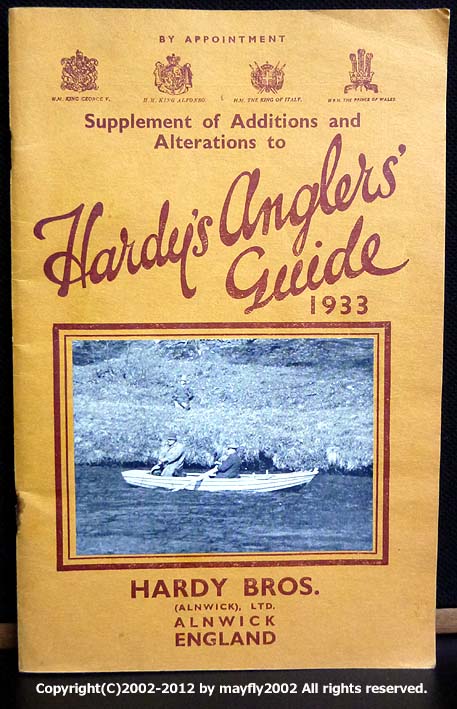 BY APPOINTMENT
H.M. KING GEORGE V. H.M. KING ALFONSO. H.M. THE KING OF ITALY. H.R.H. THE PRINCE OF WALES.
Supplement of Additions and
Alterations to
Hardy's Anglers'
Guide
1933
HARDY BROS.
(ALNWICK), LTD.
ALNWICK
ENGLAND
Copyright(C)2002-2012 by mayfly2002 All rights reserved.